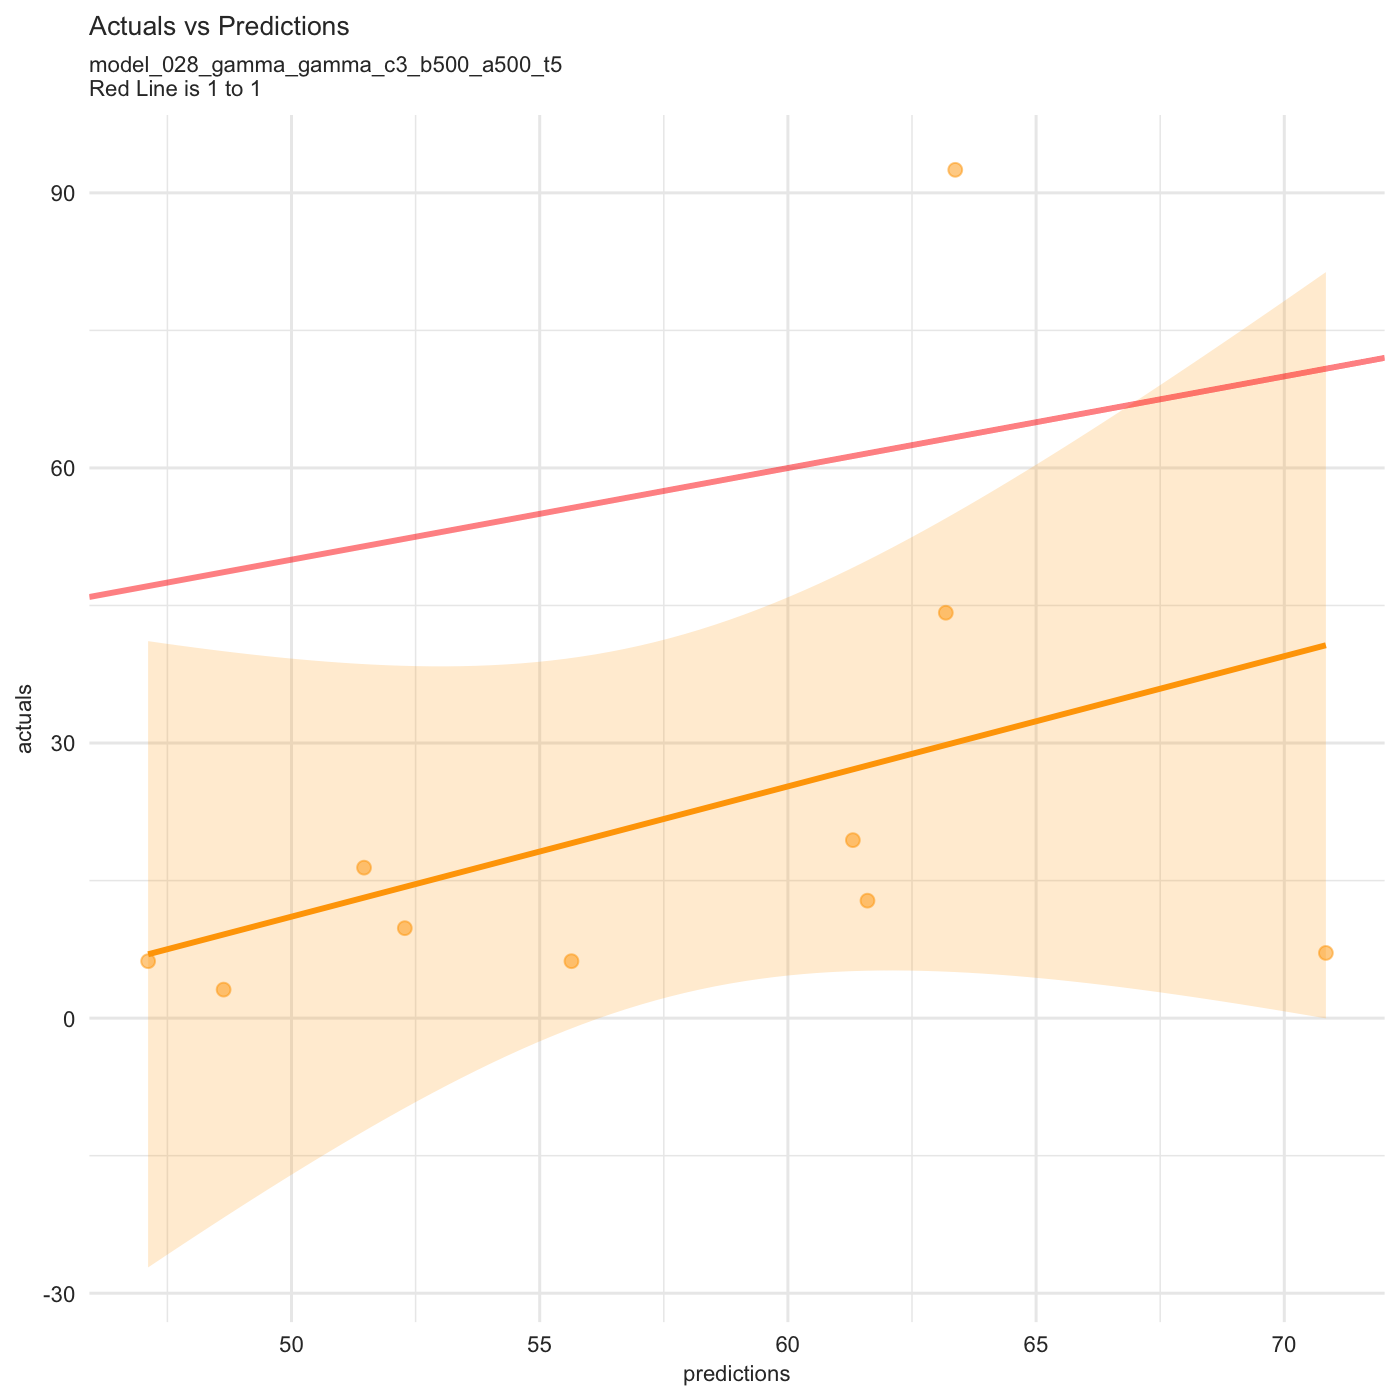 Actuals vs Predictions
model_028_gamma_gamma_c3_b500_a500_t5
Red Line is 1 to 1
90
60
30
0
-30
actuals
50 55 60 65 70
predictions